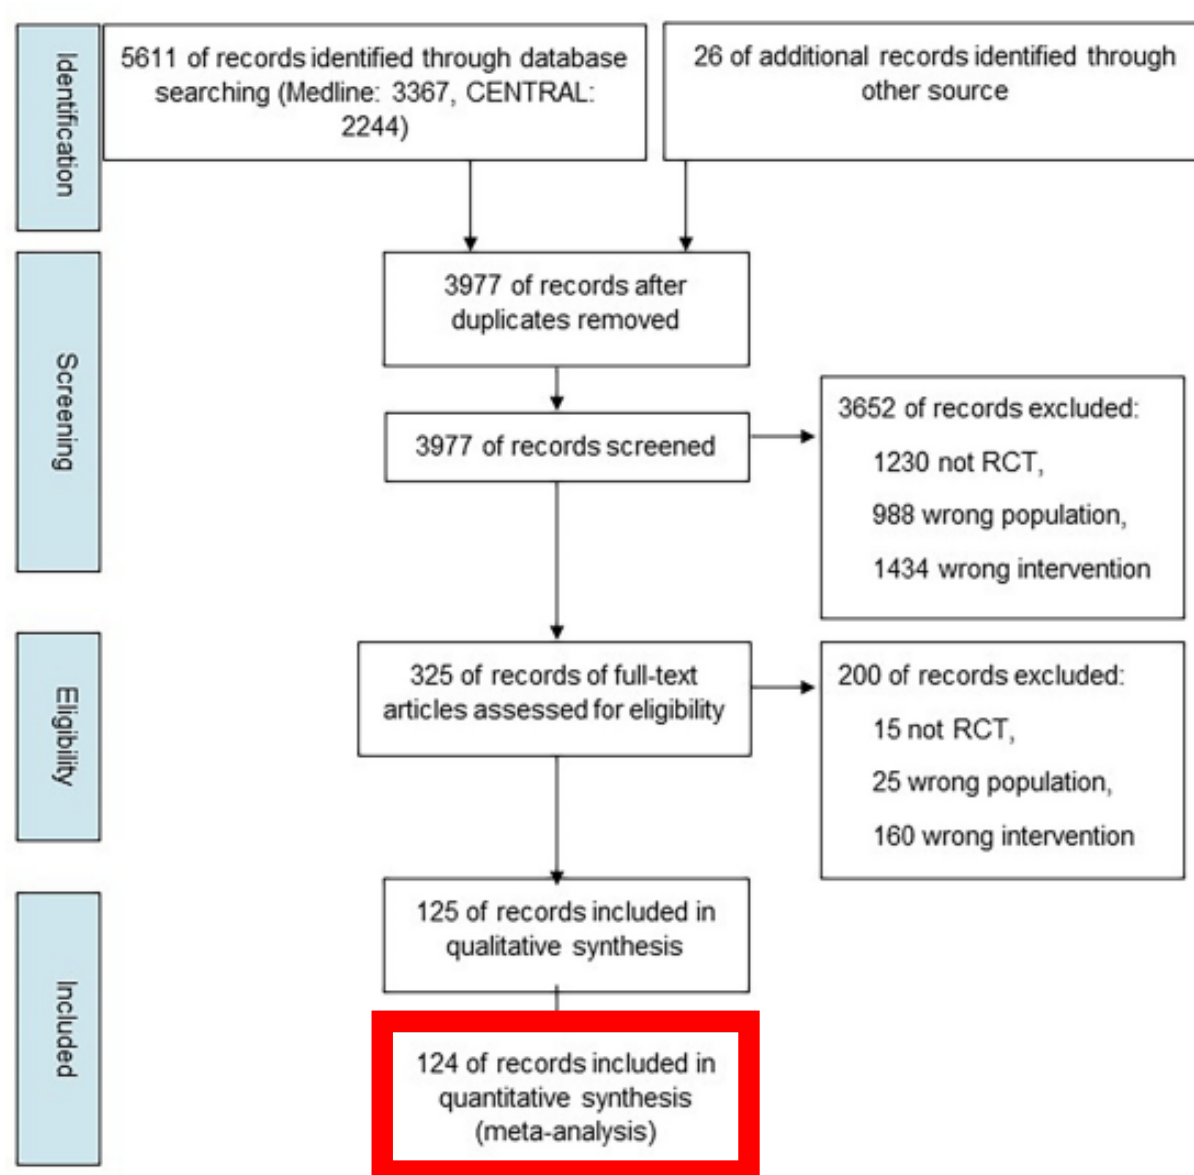 Identification
5611 of records identified through database
searching (Medline: 3367, CENTRAL:
2244)
26 of additional records identified through
other source
Screening
3977 of records after
duplicates removed
3977 of records screened
3652 of records excluded:
1230 not RCT,
988 wrong population,
1434 wrong intervention
Eligibility
325 of records of full-text
articles assessed for eligibility
200 of records excluded:
15 not RCT,
25 wrong population,
160 wrong intervention
Included
125 of records included in
qualitative synthesis
124 of records included in
quantitative synthesis
(meta-analysis)